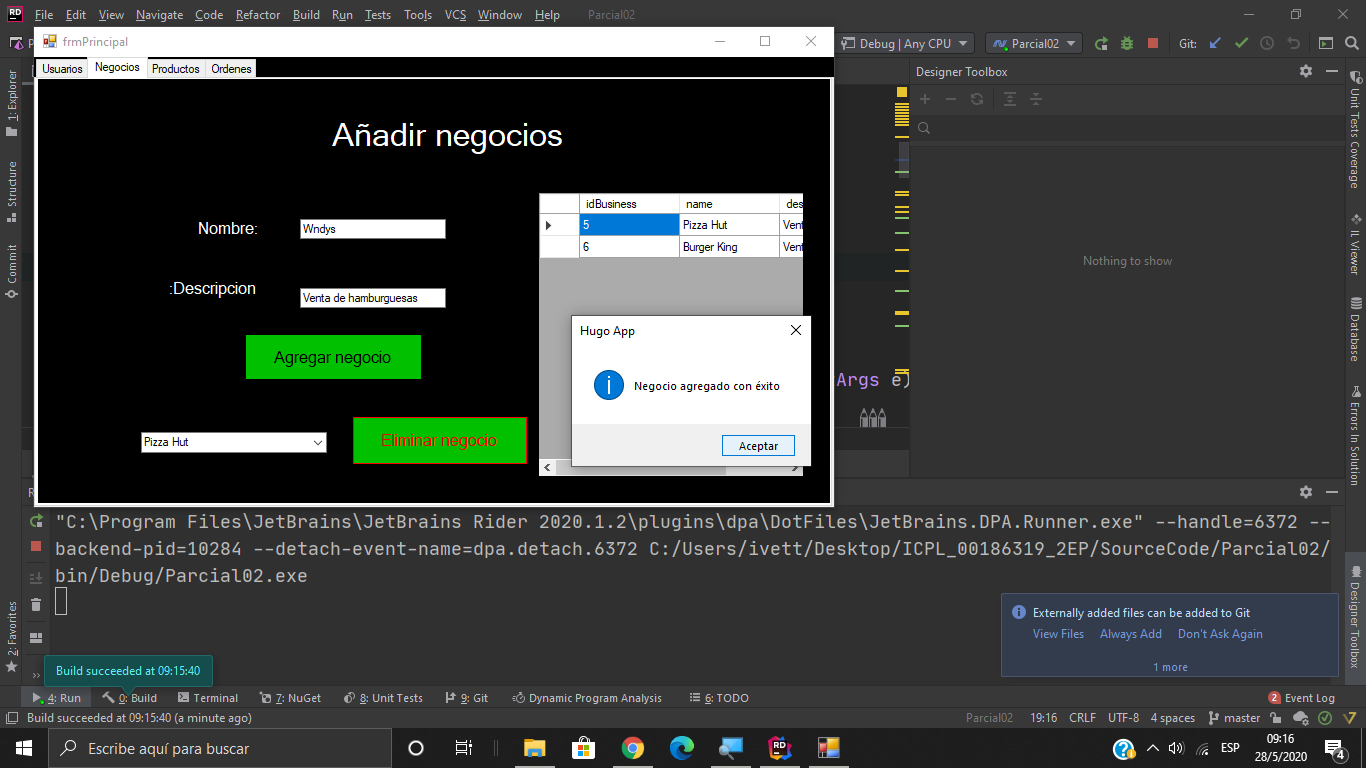 File Edit View Navigate Code Refactor Build Run Tests Tools VCS Window Help Parcial02
frmPrincipal
Debug | Any CPU
Parcial02
Git:
Usuarios Negocios Productos Ordenes
Designer Toolbox
1: Explorer
Structure
Commit
2: Favorites
Añadir negocios
Nombre:
Wndys
:Descripcion
Venta de hamburguesas
Agregar negocio
Pizza Hut
Eliminar negocio
idBusiness name des
5 Pizza Hut Vent
6 Burger King Vent
Hugo App
Negocio agregado con éxito
Aceptar
Args e)
Nothing to show
Unit Tests Coverage
IL Viewer
Database
Errors In Solution
Designer Toolbox
"C:\Program Files\JetBrains\JetBrains Rider 2020.1.2\plugins\dpa\DotFiles\JetBrains.DPA.Runner.exe" --handle=6372 --
backend-pid=10284 --detach-event-name=dpa.detach.6372 C:/Users/ivett/Desktop/ICPL_00186319_2EP/SourceCode/Parcial02/
bin/Debug/Parcial02.exe
Externally added files can be added to Git
View Files Always Add Don't Ask Again
1 more
Build succeeded at 09:15:40
4: Run 0: Build Terminal 7: NuGet 8: Unit Tests 9: Git Dynamic Program Analysis 6: TODO 2 Event Log
Build succeeded at 09:15:40 (a minute ago) Parcial02 19:16 CRLF UTF-8 4 spaces master
Escribe aquí para buscar
ESP
09:16
28/5/2020
4